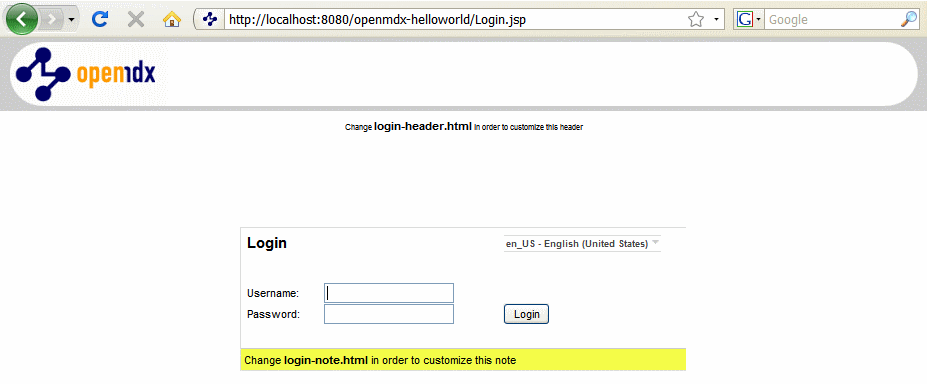 http://localhost:8080/openmdx-helloworld/Login.jsp
G Google
openmdx
Change login-header.html in order to customize this header
Login
en_US - English (United States)
Username:
Password:
Login
Change login-note.html in order to customize this note